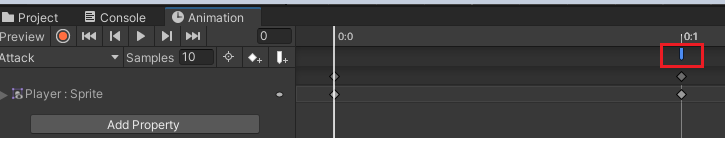 Project Console Animation
Preview 0 0:0 0:1
Attack Samples 10
Player : Sprite
Add Property